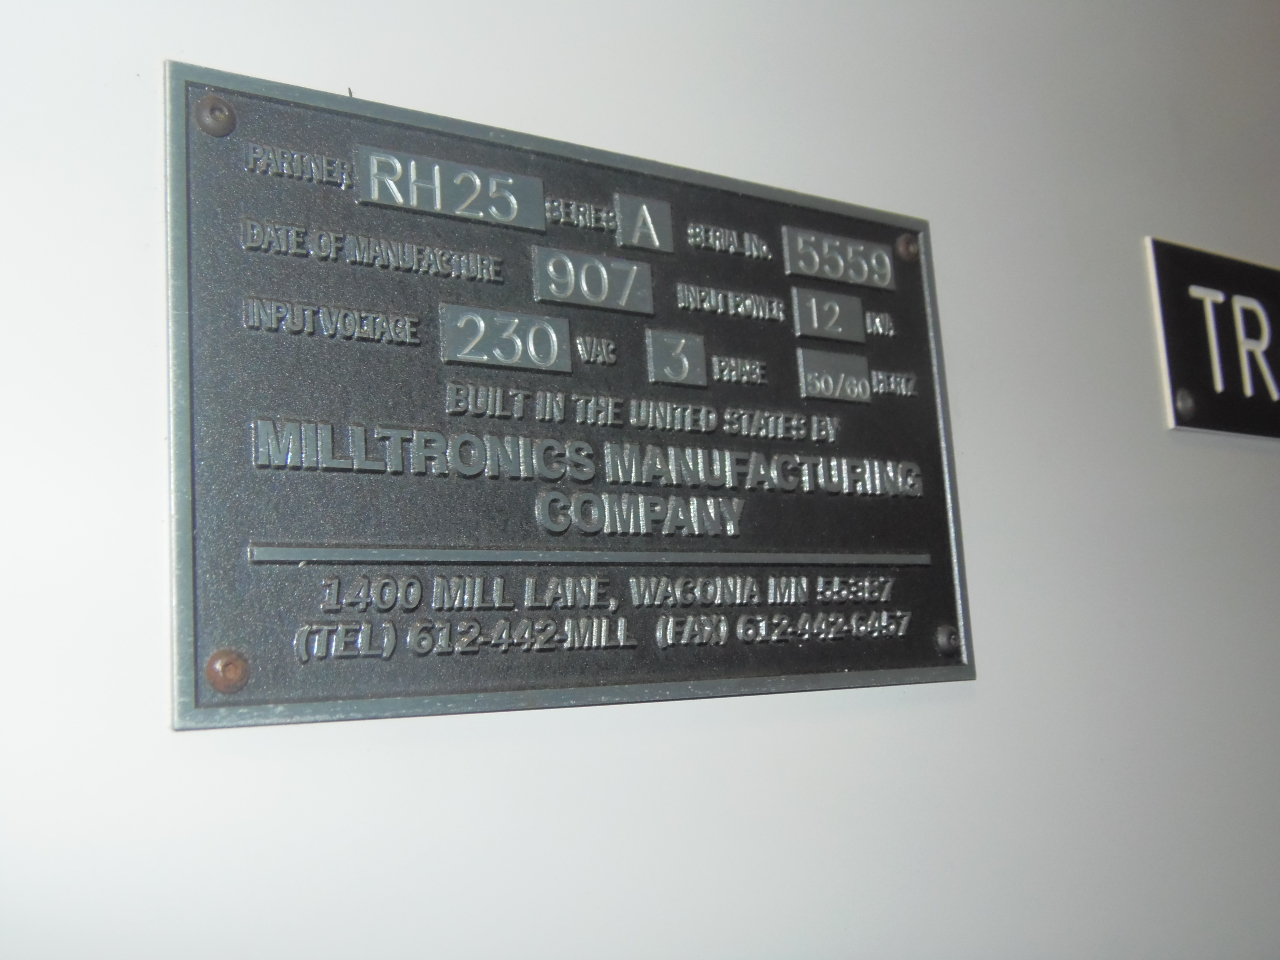 PARTNER RH25 SERIES A SERIAL No. 5559
DATE OF MANUFACTURE 907 INPUT POWER 12 KVA
INPUT VOLTAGE 230 VAC 3 PHASE 50/60 HERTZ
BUILT IN THE UNITED STATES BY
MILLTRONICS MANUFACTURING
COMPANY
1400 MILL LANE, WACONIA MN 55387
(TEL) 612-442-MILL (FAX) 612-442-6457
TR